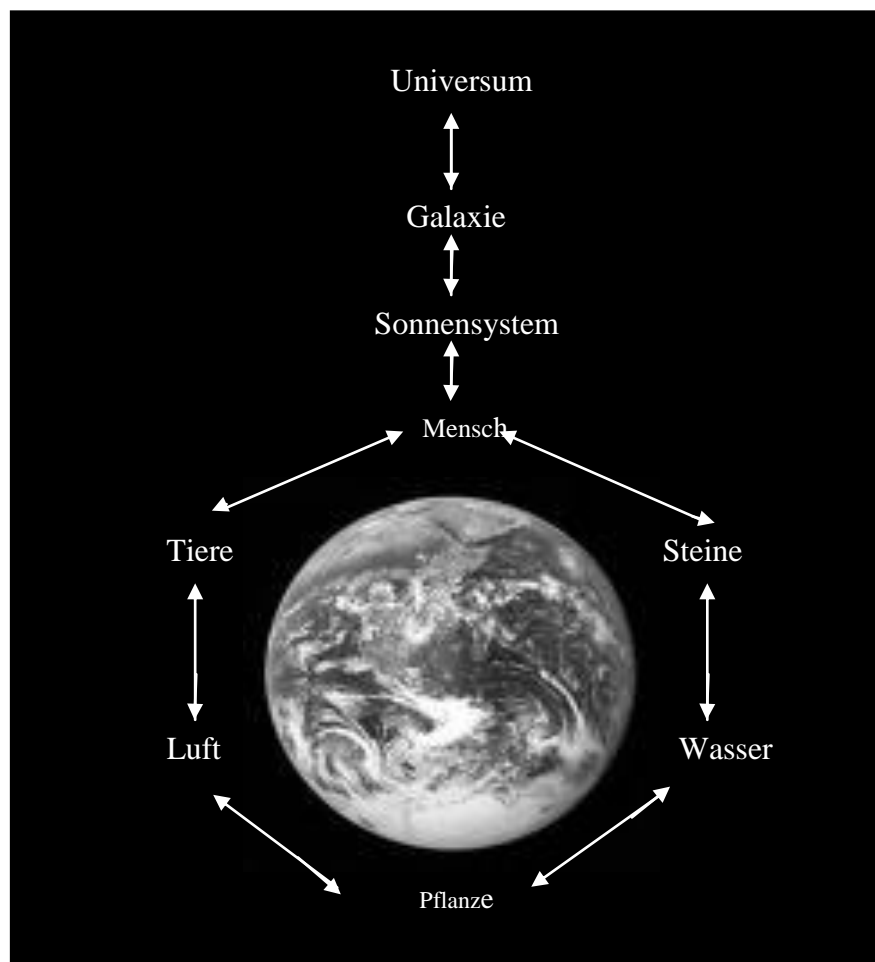 Universum
Galaxie
Sonnensystem
Mensch
Tiere Steine
Luft Wasser
Pflanze